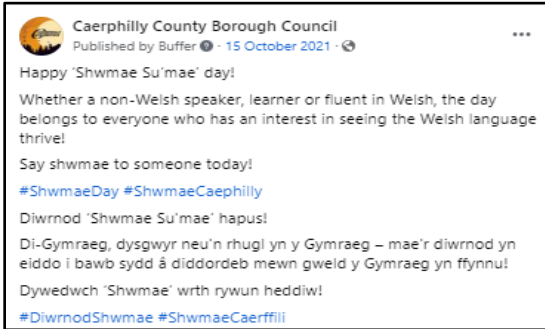 Caerphilly County Borough Council
Published by Buffer · 15 October 2021 ·
Happy ‘Shwmae Su’mae’ day!
Whether a non-Welsh speaker, learner or fluent in Welsh, the day
belongs to everyone who has an interest in seeing the Welsh language
thrive!
Say shwmae to someone today!
#ShwmaeDay #ShwmaeCaephilly
Diwrnod ‘Shwmae Su’mae’ hapus!
Di-Gymraeg, dysgwyr neu’n rhugl yn y Gymraeg – mae’r diwrnod yn
eiddo i bawb sydd â diddordeb mewn gweld y Gymraeg yn ffynnu!
Dywedwch ‘Shwmae’ wrth rywun heddiw!
#DiwrnodShwmae #ShwmaeCaerffili